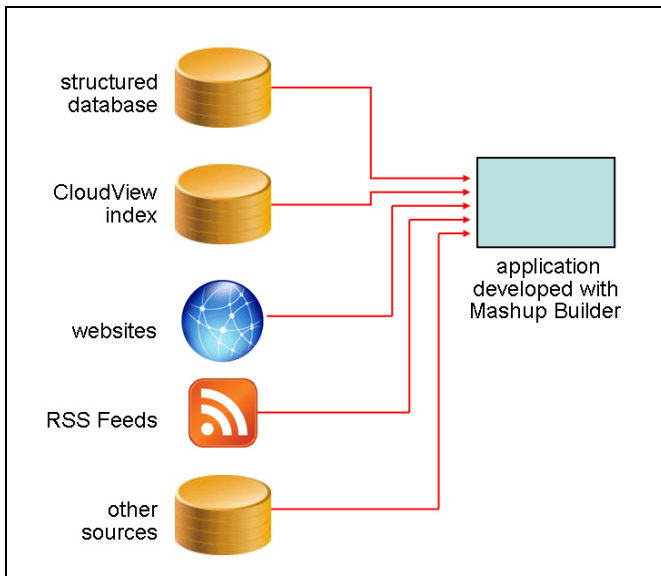 structured
database
CloudView
index
websites
RSS Feeds
other
sources
application
developed with
Mashup Builder